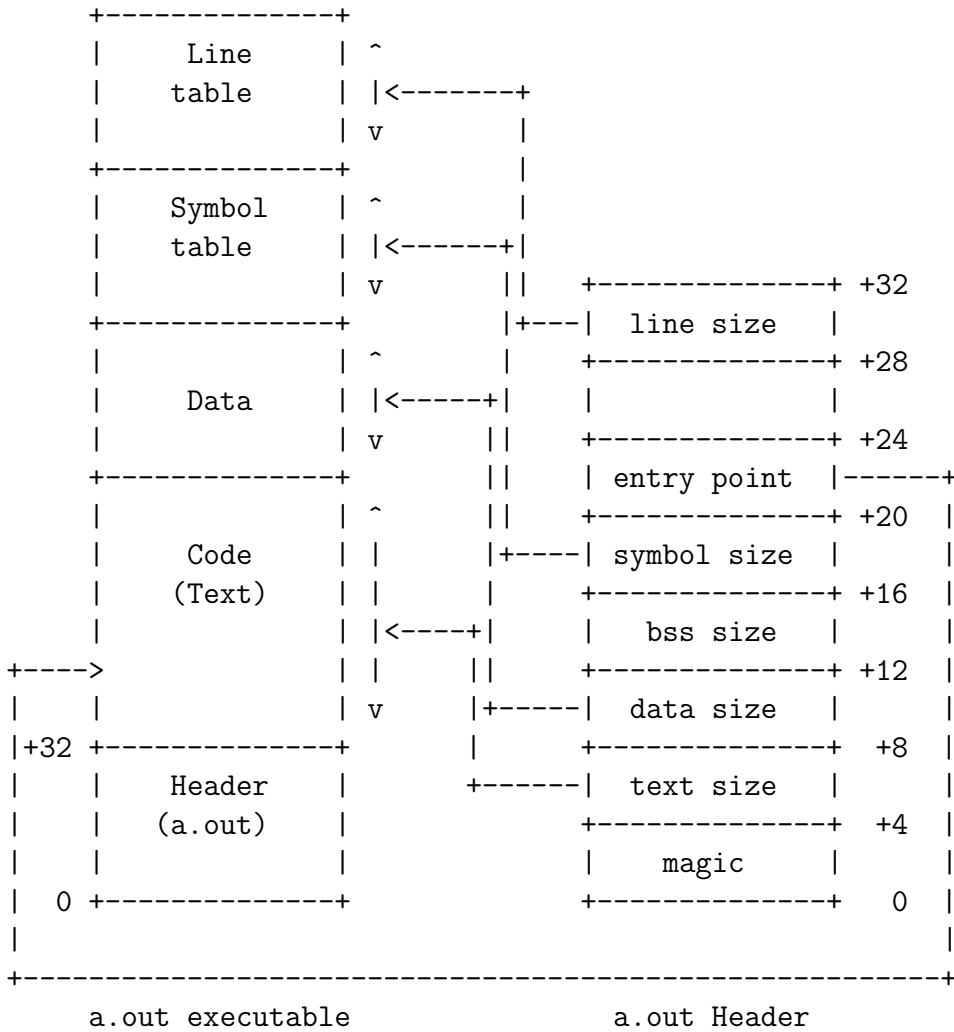 Line
table
Symbol
table
+32
line size
+28
Data
+24
entry point
+20
Code
symbol size
(Text)
+16
bss size
+12
data size
+32
+8
Header
text size
(a.out)
+4
magic
0
0
a.out executable
a.out Header